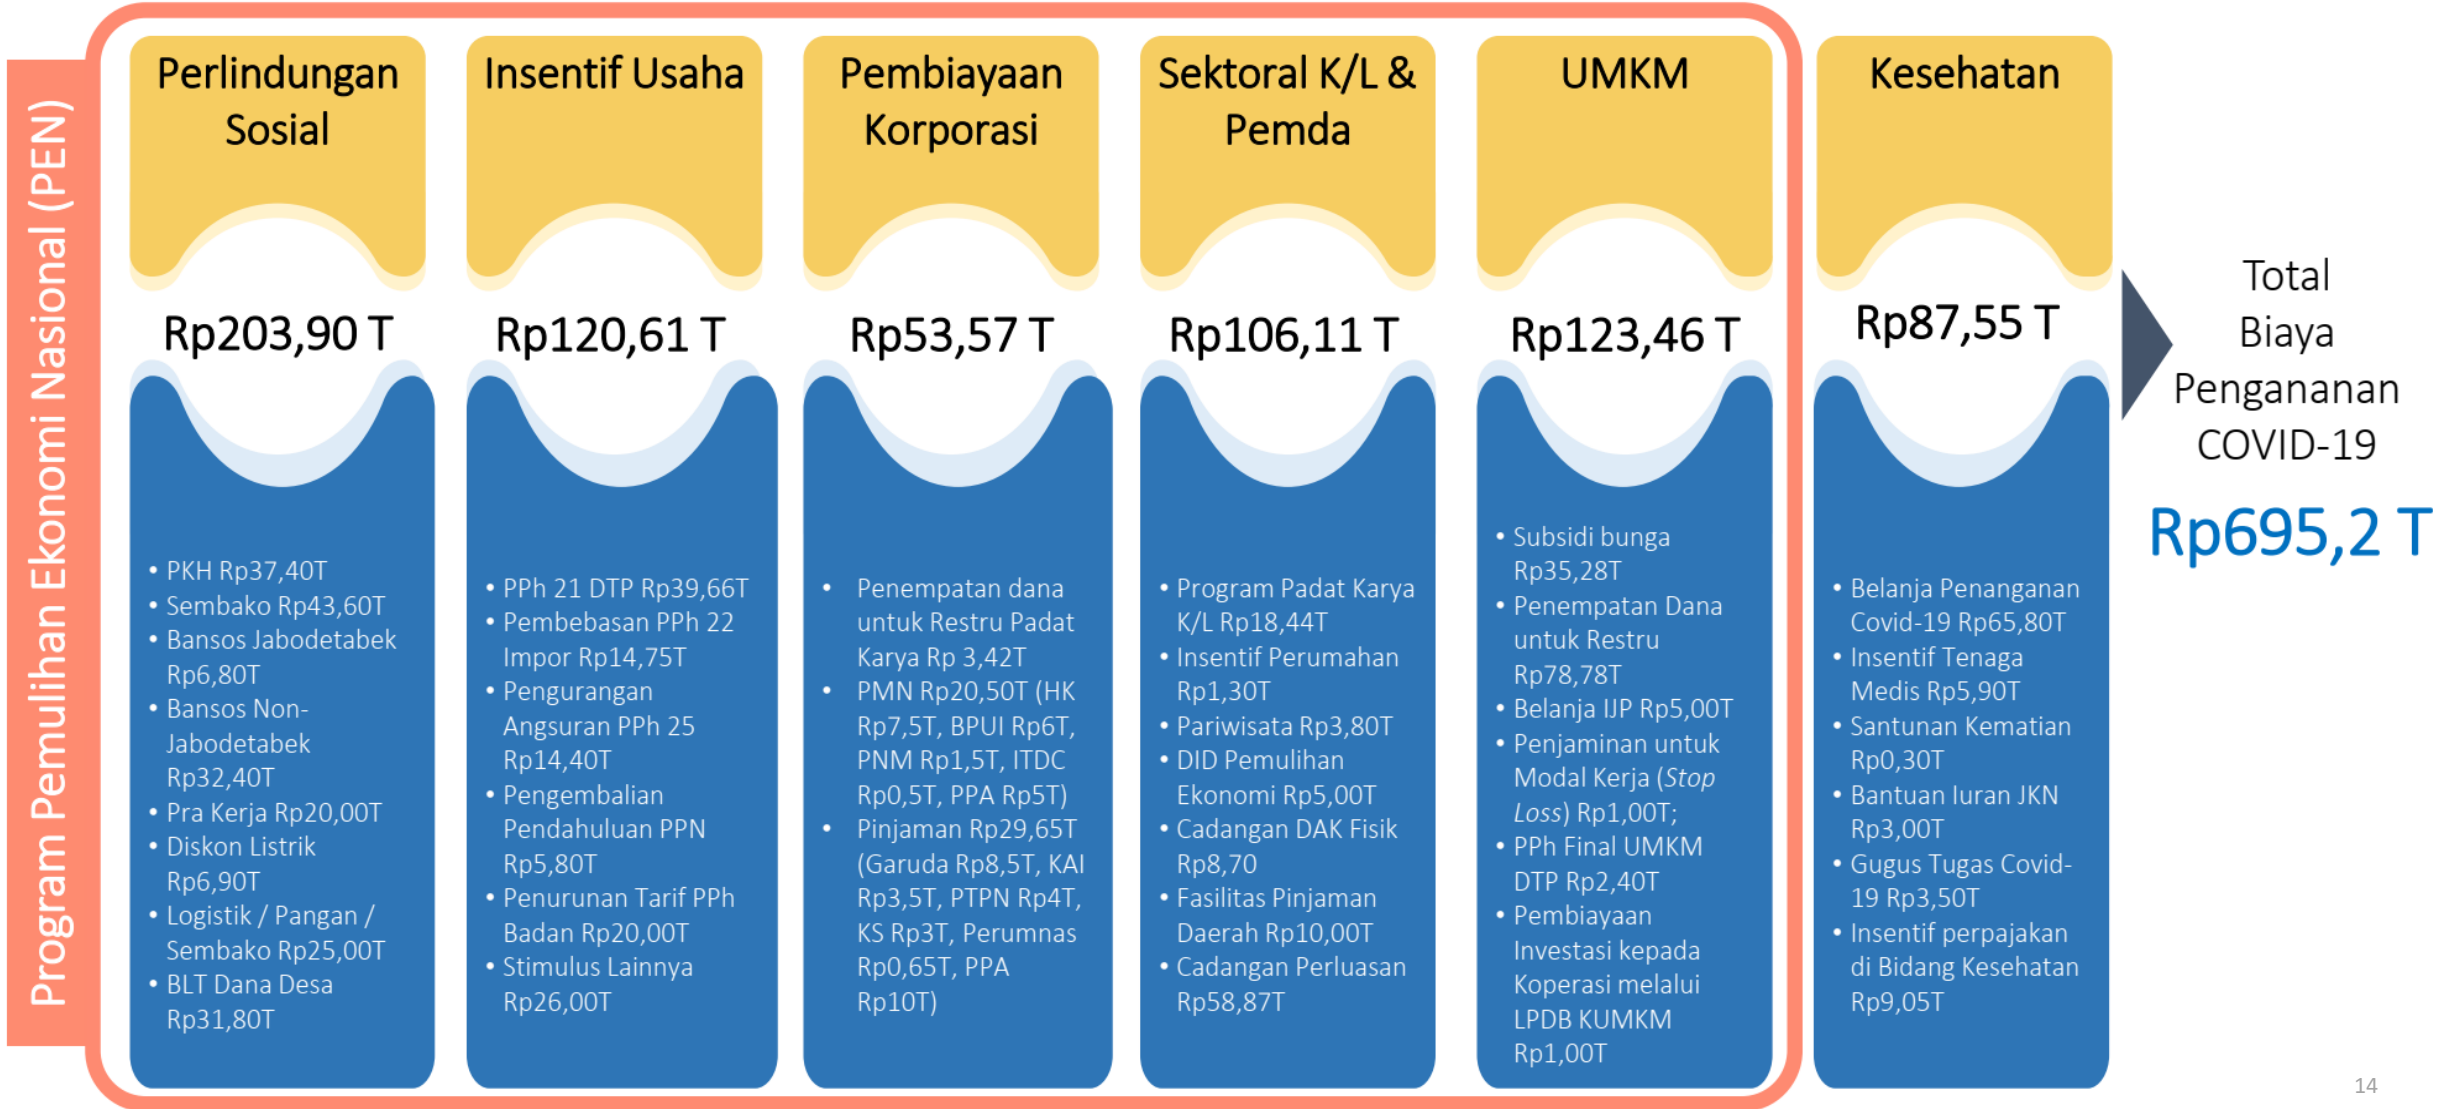 Program Pemulihan Ekonomi Nasional (PEN)
Perlindungan
Sosial
Rp203,90 T
• PKH Rp37,40T
• Sembako Rp43,60T
• Bansos Jabodetabek
Rp6,80T
• Bansos Non-
Jabodetabek
Rp32,40T
• Pra Kerja Rp20,00T
• Diskon Listrik
Rp6,90T
• Logistik / Pangan /
Sembako Rp25,00T
• BLT Dana Desa
Rp31,80T
Insentif Usaha
Rp120,61 T
• PPh 21 DTP Rp39,66T
• Pembebasan PPh 22
Impor Rp14,75T
• Pengurangan
Angsuran PPh 25
Rp14,40T
• Pengembalian
Pendahuluan PPN
Rp5,80T
• Penurunan Tarif PPh
Badan Rp20,00T
• Stimulus Lainnya
Rp26,00T
Pembiayaan
Korporasi
Rp53,57 T
• Penempatan dana
untuk Restru Padat
Karya Rp 3,42T
• PMN Rp20,50T (HK
Rp7,5T, BPUI Rp6T,
PNM Rp1,5T, ITDC
Rp0,5T, PPA Rp5T)
• Pinjaman Rp29,65T
(Garuda Rp8,5T, KAI
Rp3,5T, PTPN Rp4T,
KS Rp3T, Perumnas
Rp0,65T, PPA
Rp10T)
Sektoral K/L &
Pemda
Rp106,11 T
• Program Padat Karya
K/L Rp18,44T
• Insentif Perumahan
Rp1,30T
• Pariwisata Rp3,80T
• DID Pemulihan
Ekonomi Rp5,00T
• Cadangan DAK Fisik
Rp8,70
• Fasilitas Pinjaman
Daerah Rp10,00T
• Cadangan Perluasan
Rp58,87T
UMKM
Rp123,46 T
• Subsidi bunga
Rp35,28T
• Penempatan Dana
untuk Restru
Rp78,78T
• Belanja IJP Rp5,00T
• Penjaminan untuk
Modal Kerja (Stop
Loss) Rp1,00T;
• PPh Final UMKM
DTP Rp2,40T
• Pembiayaan
Investasi kepada
Koperasi melalui
LPDB KUMKM
Rp1,00T
Kesehatan
Rp87,55 T
• Belanja Penanganan
Covid-19 Rp65,80T
• Insentif Tenaga
Medis Rp5,90T
• Santunan Kematian
Rp0,30T
• Bantuan Iuran JKN
Rp3,00T
• Gugus Tugas Covid-
19 Rp3,50T
• Insentif perpajakan
di Bidang Kesehatan
Rp9,05T
Total
Biaya
Pengananan
COVID-19
Rp695,2 T
14